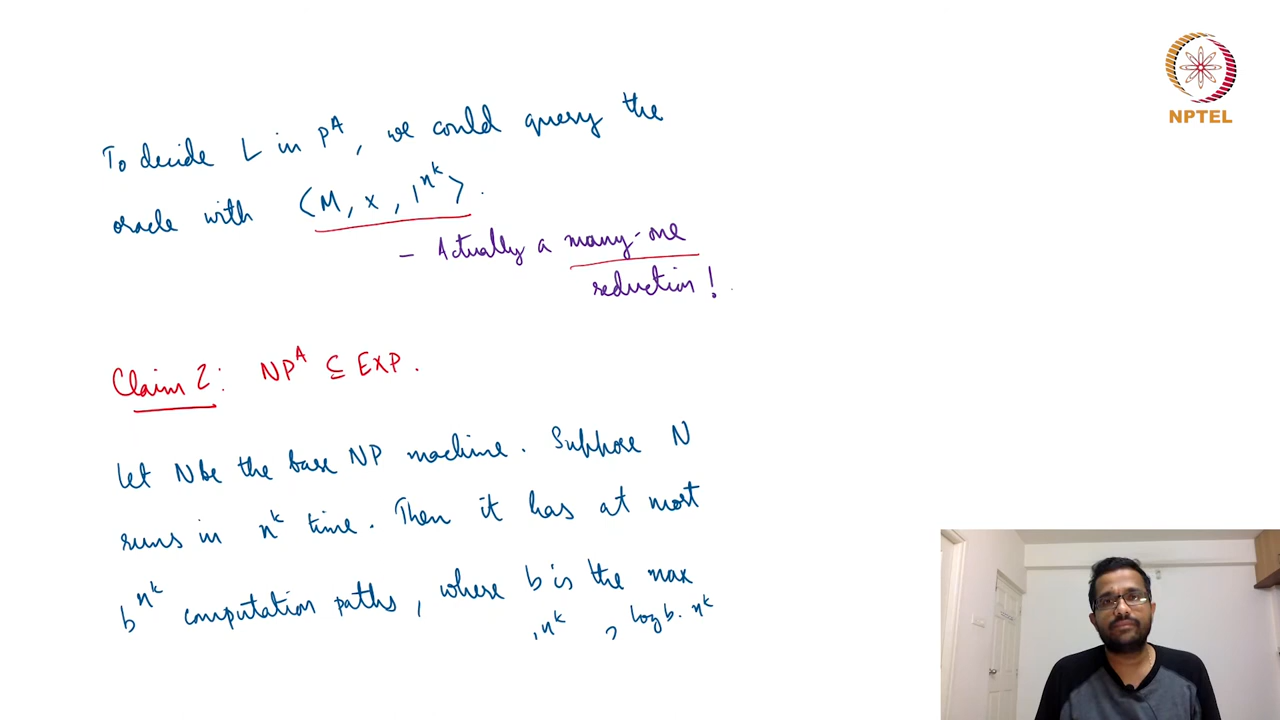 NPTEL
To decide L in P^A, we could query the
oracle with ⟨M, x, 1^{n^k}⟩.
- Actually a many-one
reduction!
Claim 2: NP^A ⊆ EXP.
Let N be the base NP machine. Suppose N
runs in n^k time. Then it has at most
b^{n^k} computation paths, where b is the max
log b. n^k